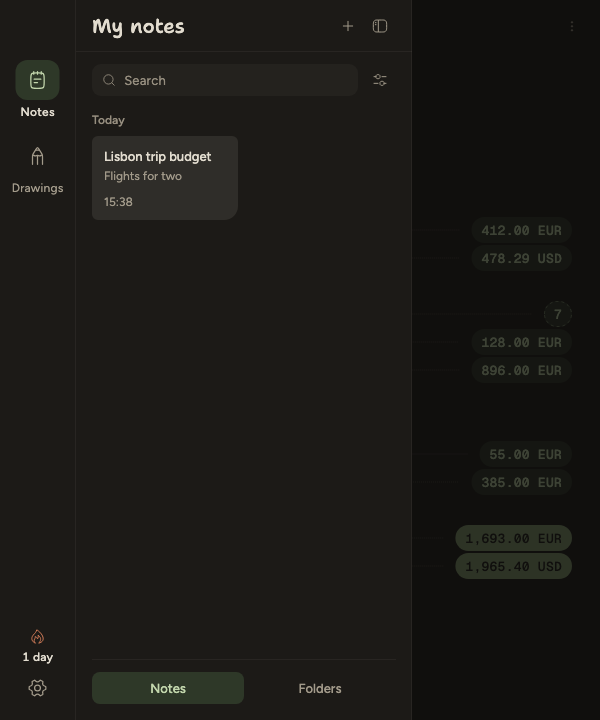 My notes
Search
Today
Lisbon trip budget
Flights for two
15:38
Notes
Drawings
412.00 EUR
478.29 USD
7
128.00 EUR
896.00 EUR
55.00 EUR
385.00 EUR
1,693.00 EUR
1,965.40 USD
1 day
Notes
Folders